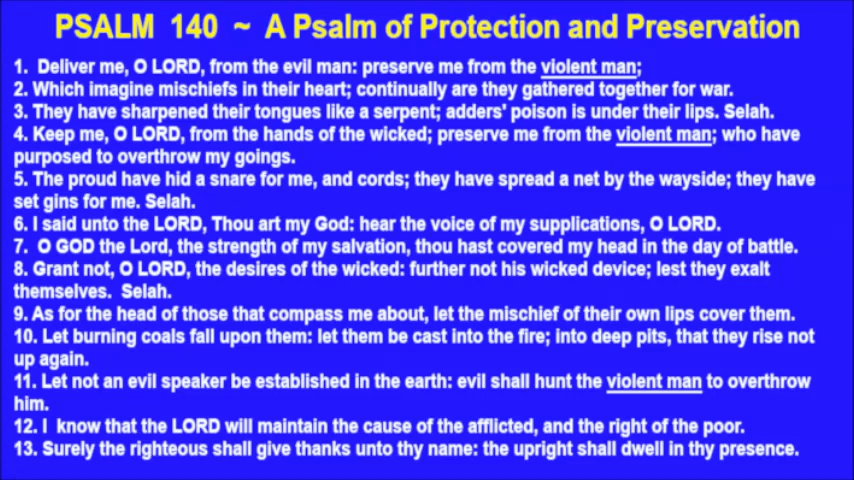 PSALM 140 ~ A Psalm of Protection and Preservation
1. Deliver me, O LORD, from the evil man: preserve me from the violent man;
2. Which imagine mischiefs in their heart; continually are they gathered together for war.
3. They have sharpened their tongues like a serpent; adders' poison is under their lips. Selah.
4. Keep me, O LORD, from the hands of the wicked; preserve me from the violent man; who have
purposed to overthrow my goings.
5. The proud have hid a snare for me, and cords; they have spread a net by the wayside; they have
set gins for me. Selah.
6. I said unto the LORD, Thou art my God: hear the voice of my supplications, O LORD.
7. O GOD the Lord, the strength of my salvation, thou hast covered my head in the day of battle.
8. Grant not, O LORD, the desires of the wicked: further not his wicked device; lest they exalt
themselves. Selah.
9. As for the head of those that compass me about, let the mischief of their own lips cover them.
10. Let burning coals fall upon them: let them be cast into the fire; into deep pits, that they rise not
up again.
11. Let not an evil speaker be established in the earth: evil shall hunt the violent man to overthrow
him.
12. I know that the LORD will maintain the cause of the afflicted, and the right of the poor.
13. Surely the righteous shall give thanks unto thy name: the upright shall dwell in thy presence.